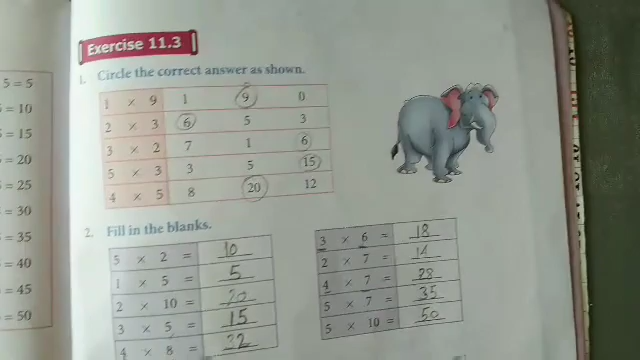 Exercise 11.3
1. Circle the correct answer as shown.
1 × 9 1 9 0
2 × 3 6 5 3
3 × 2 7 1 6
5 × 3 3 5 15
4 × 5 8 20 12
2. Fill in the blanks.
5 × 2 = 10
1 × 5 = 5
2 × 10 = 20
3 × 5 = 15
4 × 8 = 32
3 × 6 = 18
2 × 7 = 14
4 × 7 = 28
5 × 7 = 35
5 × 10 = 50
5 = 5
= 10
= 15
= 20
= 25
= 30
= 35
= 40
= 45
= 50